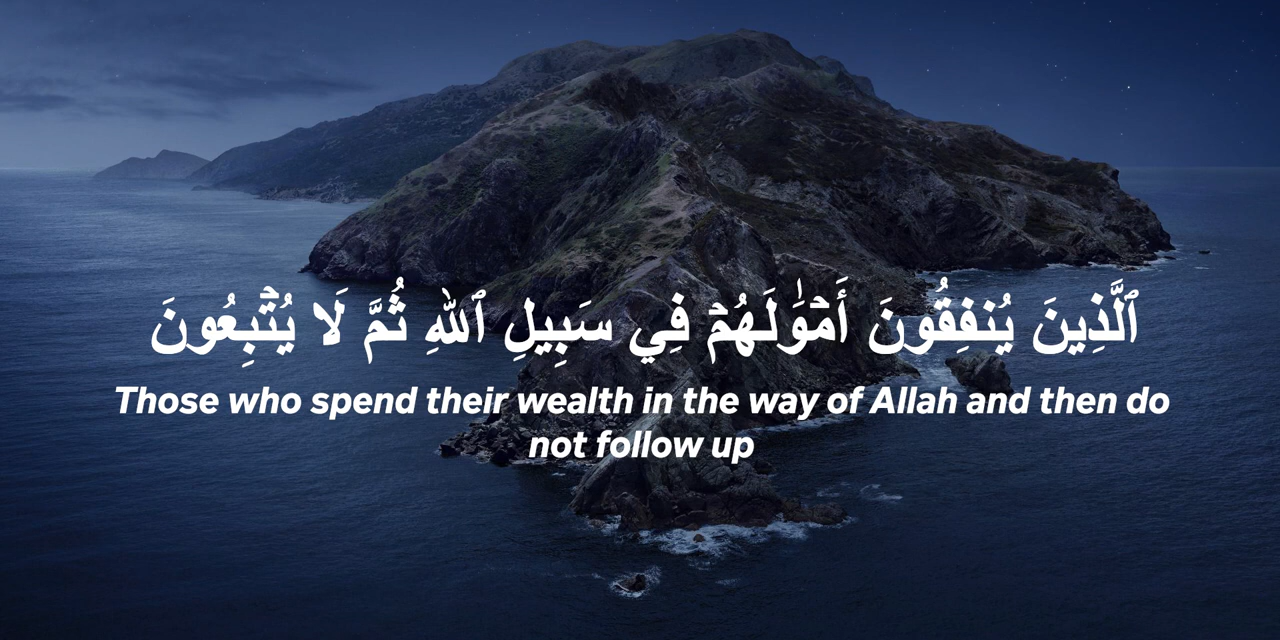 ٱلَّذِينَ يُنفِقُونَ أَمۡوَٰلَهُمۡ فِي سَبِيلِ ٱللَّهِ ثُمَّ لَا يُتۡبِعُونَ
Those who spend their wealth in the way of Allah and then do
not follow up